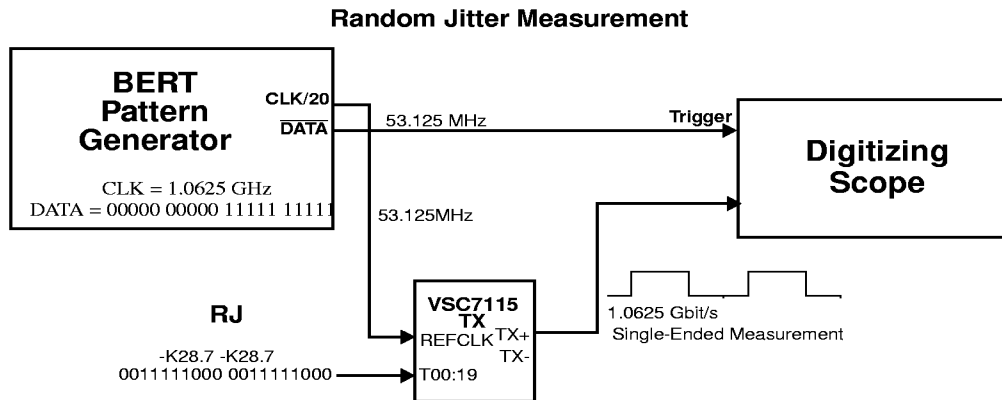 Random Jitter Measurement
BERT
Pattern
Generator
CLK/20
DATA
CLK = 1.0625 GHz
DATA = 00000 00000 11111 11111
53.125 MHz
Trigger
Digitizing
Scope
53.125MHz
RJ
-K28.7 -K28.7
0011111000 0011111000
VSC7115
TX
REFCLK
TX+
TX-
T00:19
1.0625 Gbit/s
Single-Ended Measurement